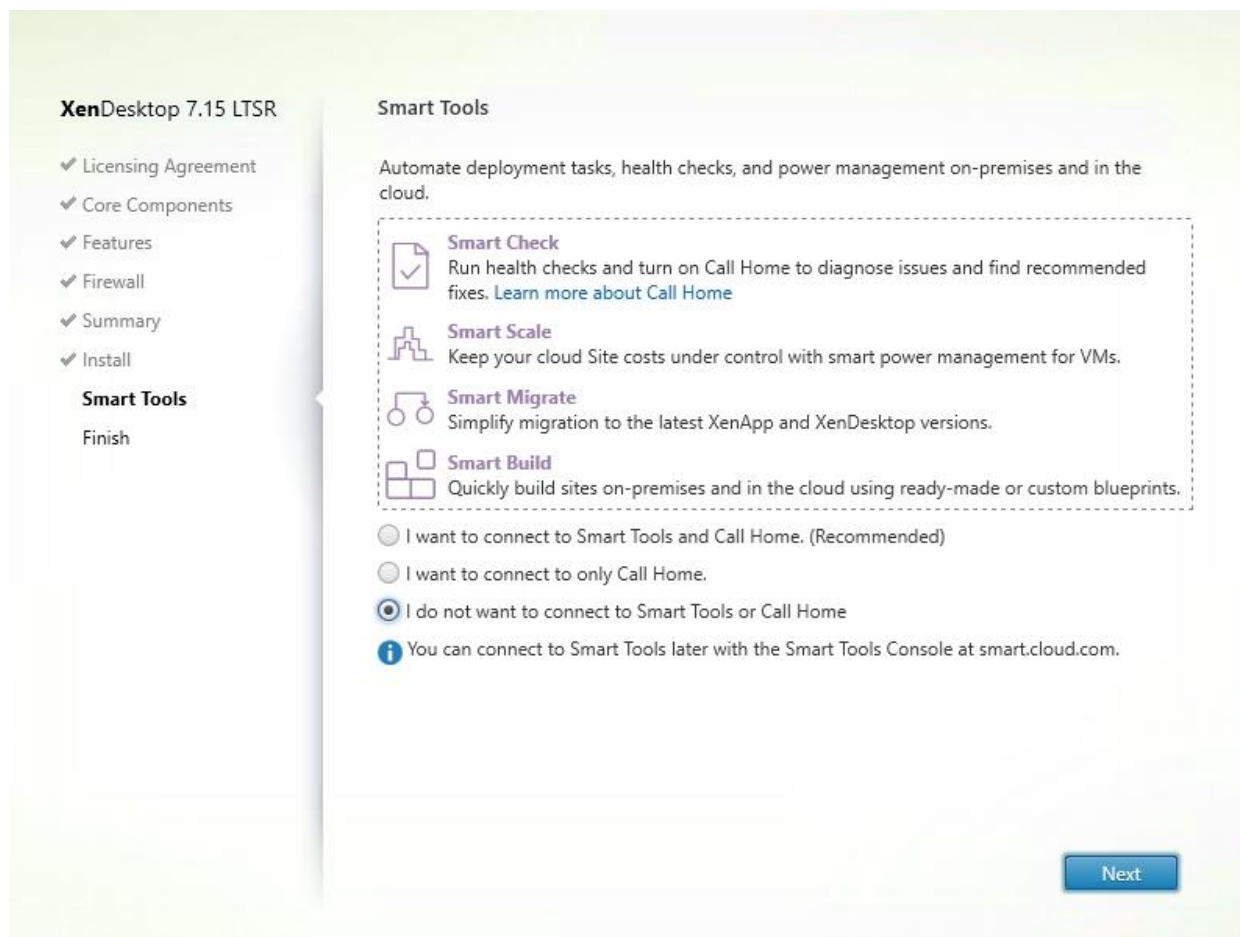 XenDesktop 7.15 LTSR
Licensing Agreement
Core Components
Features
Firewall
Summary
Install
Smart Tools
Finish
Smart Tools
Automate deployment tasks, health checks, and power management on-premises and in the
cloud.
Smart Check
Run health checks and turn on Call Home to diagnose issues and find recommended
fixes. Learn more about Call Home
Smart Scale
Keep your cloud Site costs under control with smart power management for VMs.
Smart Migrate
Simplify migration to the latest XenApp and XenDesktop versions.
Smart Build
Quickly build sites on-premises and in the cloud using ready-made or custom blueprints.
I want to connect to Smart Tools and Call Home. (Recommended)
I want to connect to only Call Home.
I do not want to connect to Smart Tools or Call Home
You can connect to Smart Tools later with the Smart Tools Console at smart.cloud.com.
Next